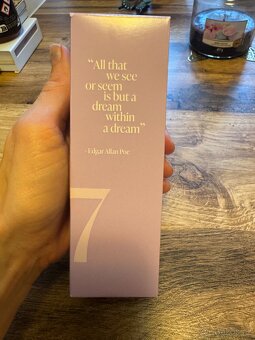 “All that
we see
or seem
is but a
dream
within
a dream”
- Edgar Allan Poe
7